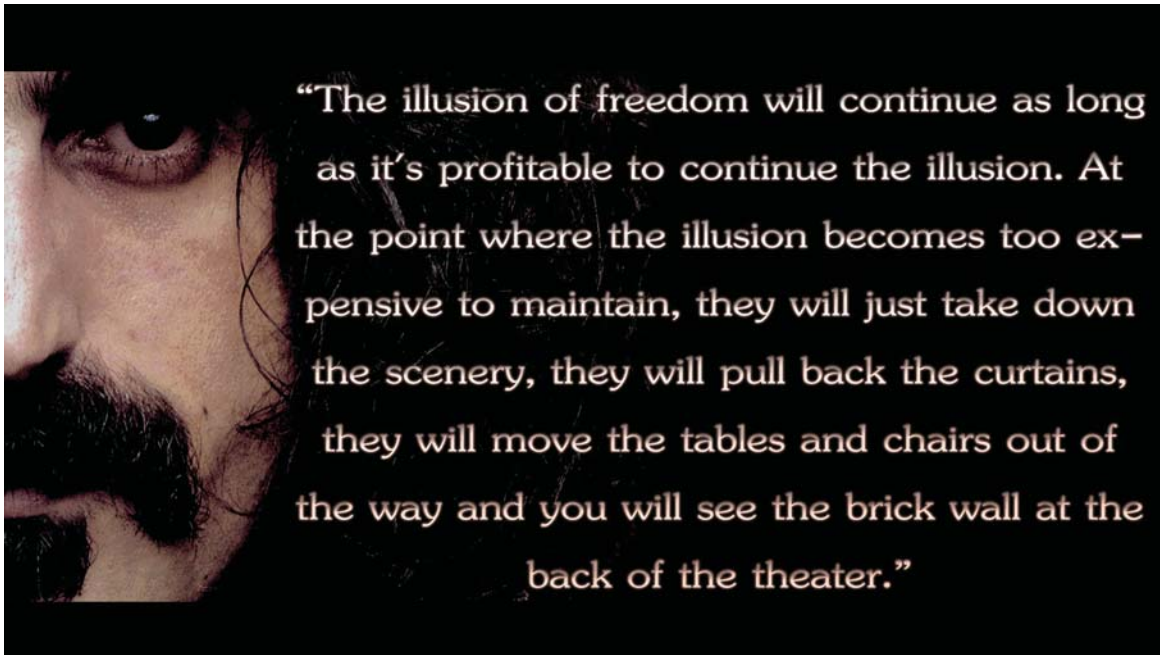 “The illusion of freedom will continue as long
as it's profitable to continue the illusion. At
the point where the illusion becomes too ex-
pensive to maintain, they will just take down
the scenery, they will pull back the curtains,
they will move the tables and chairs out of
the way and you will see the brick wall at the
back of the theater.”